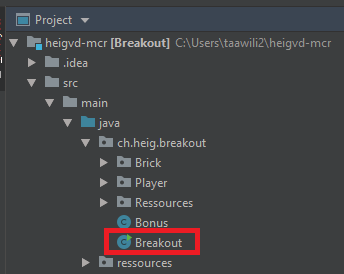 Project
heigvd-mcr [Breakout] C:\Users\taawili2\heigvd-mcr
.idea
src
main
java
ch.heig.breakout
Brick
Player
Ressources
Bonus
Breakout
ressources